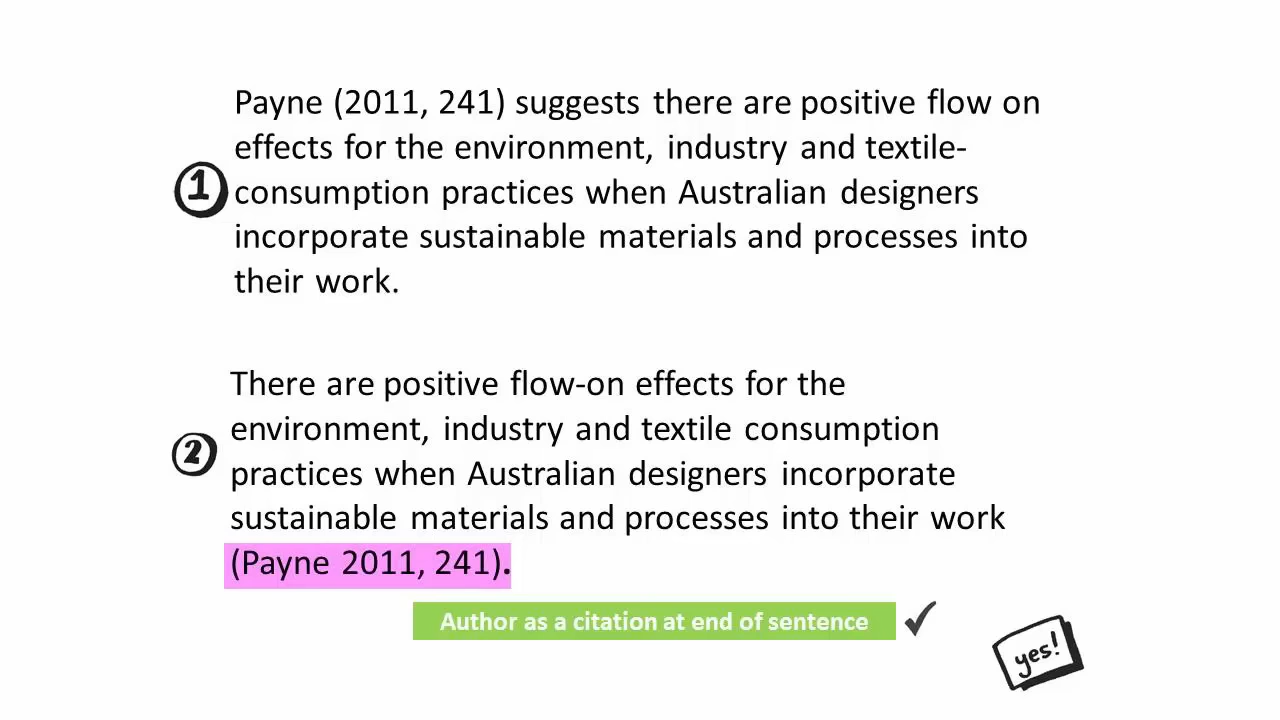 Payne (2011, 241) suggests there are positive flow on
effects for the environment, industry and textile-
1
consumption practices when Australian designers
incorporate sustainable materials and processes into
their work.
There are positive flow-on effects for the
environment, industry and textile consumption
2
practices when Australian designers incorporate
sustainable materials and processes into their work
(Payne 2011, 241).
Author as a citation at end of sentence
yes!